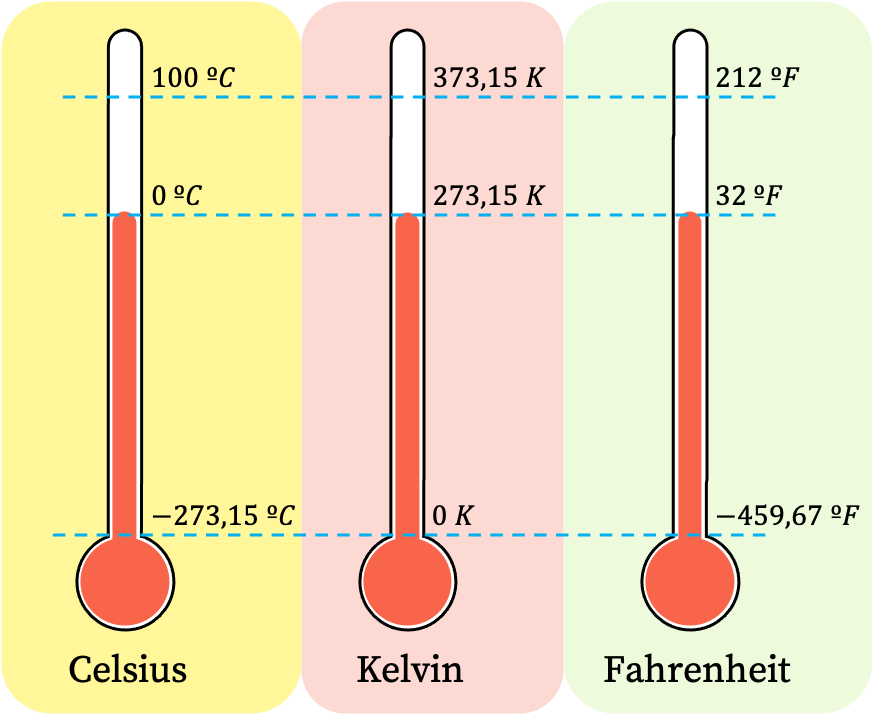 100 ºC
373,15 K
212 ºF
0 ºC
273,15 K
32 ºF
−273,15 ºC
0 K
−459,67 ºF
Celsius
Kelvin
Fahrenheit